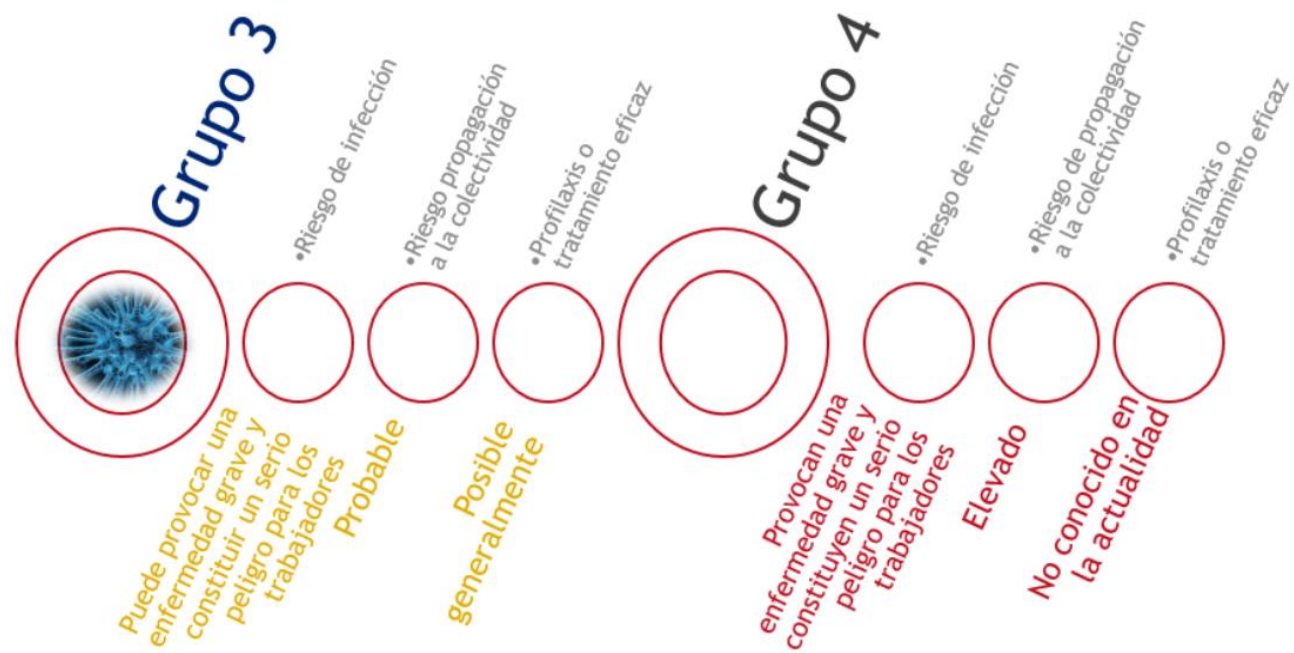 Grupo 3
•Riesgo de infección
Puede provocar una
enfermedad grave y
constituir un serio
peligro para los
trabajadores
•Riesgo propagación
a la colectividad
Probable
•Profilaxis o
tratamiento eficaz
Posible
generalmente
Grupo 4
•Riesgo de infección
Provocan una
enfermedad grave y
constituyen un serio
peligro para los
trabajadores
•Riesgo de propagación
a la colectividad
Elevado
•Profilaxis o
tratamiento eficaz
No conocido en
la actualidad